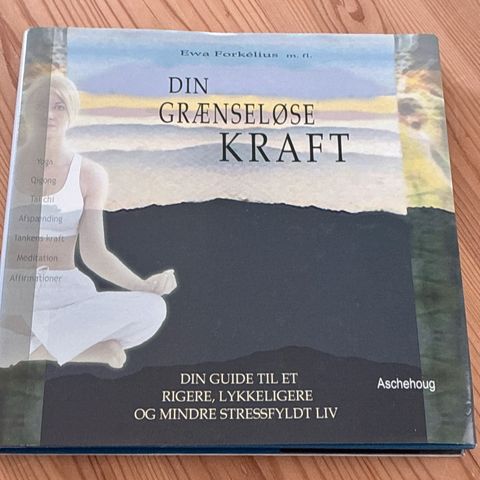 Ewa Forkélius m. fl.
DIN
GRÆNSELØSE
KRAFT
Yoga
Qigong
Tai chi
Afspænding
Tankens kraft
Meditation
Affirmationer
DIN GUIDE TIL ET
RIGERE, LYKKELIGERE
OG MINDRE STRESSFYLDT LIV
Aschehoug